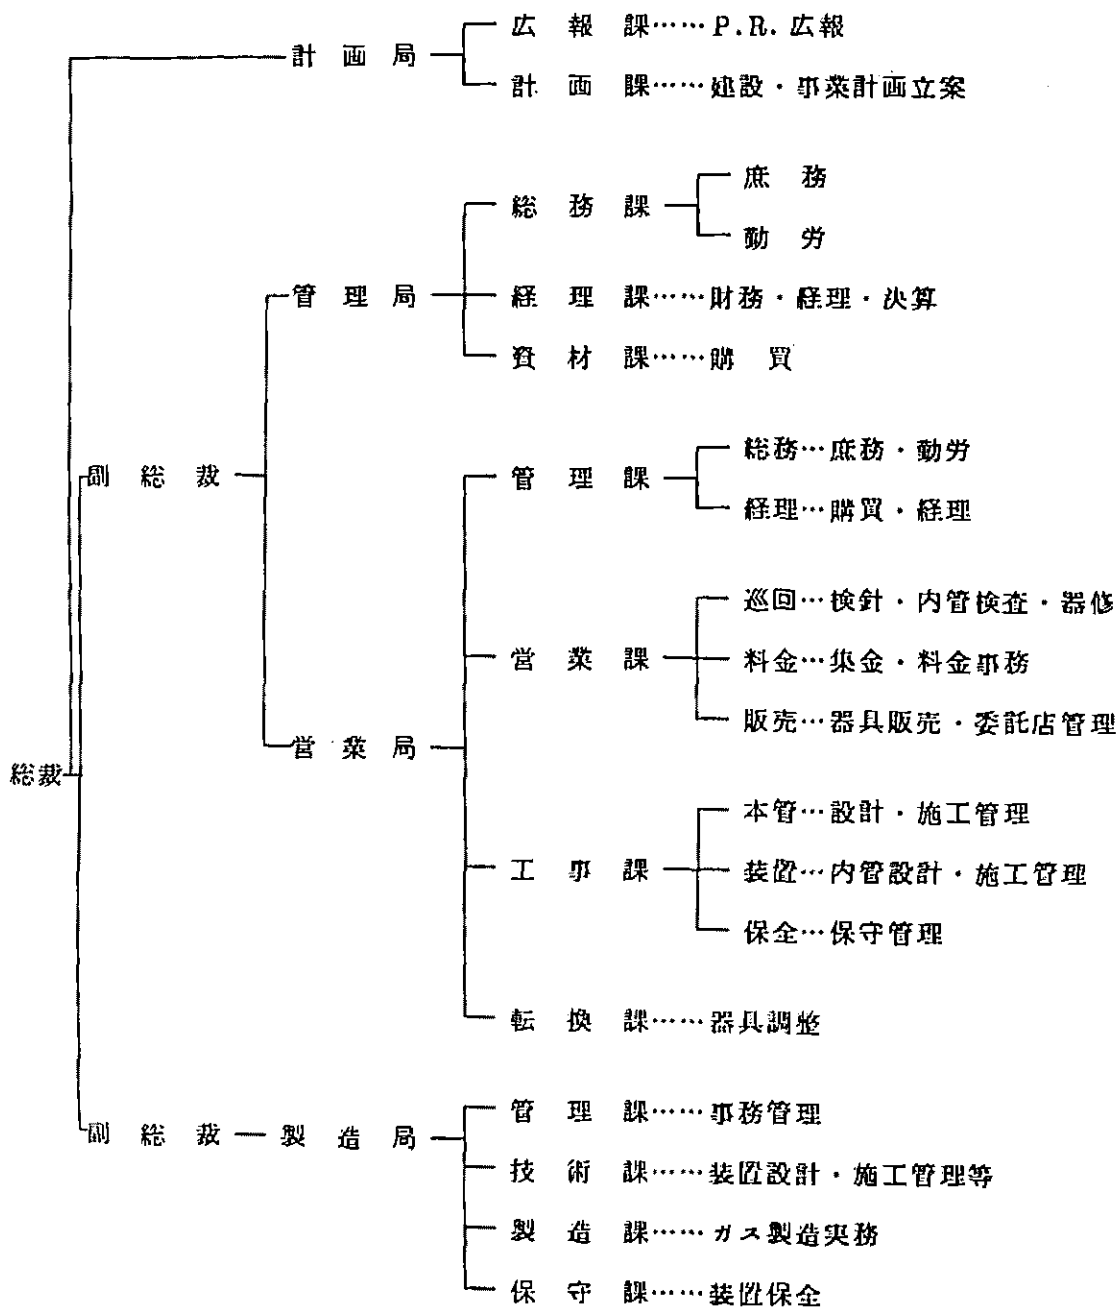 広報課……P.R.広報
計画局
計画課……建設・事業計画立案
庶務
総務課
勤労
管理局 経理課……財務・経理・決算
資材課……購買
総務…庶務・勤労
副総裁 管理課
経理…購買・経理
巡回…検針・内管検査・器修
営業課 料金…集金・料金事務
販売…器具販売・委託店管理
営業局
総裁
本管…設計・施工管理
工事課 装置…内管設計・施工管理
保全…保守管理
転換課……器具調整
管理課……事務管理
副総裁 製造局
技術課……装置設計・施工管理等
製造課……ガス製造実務
保守課……装置保全